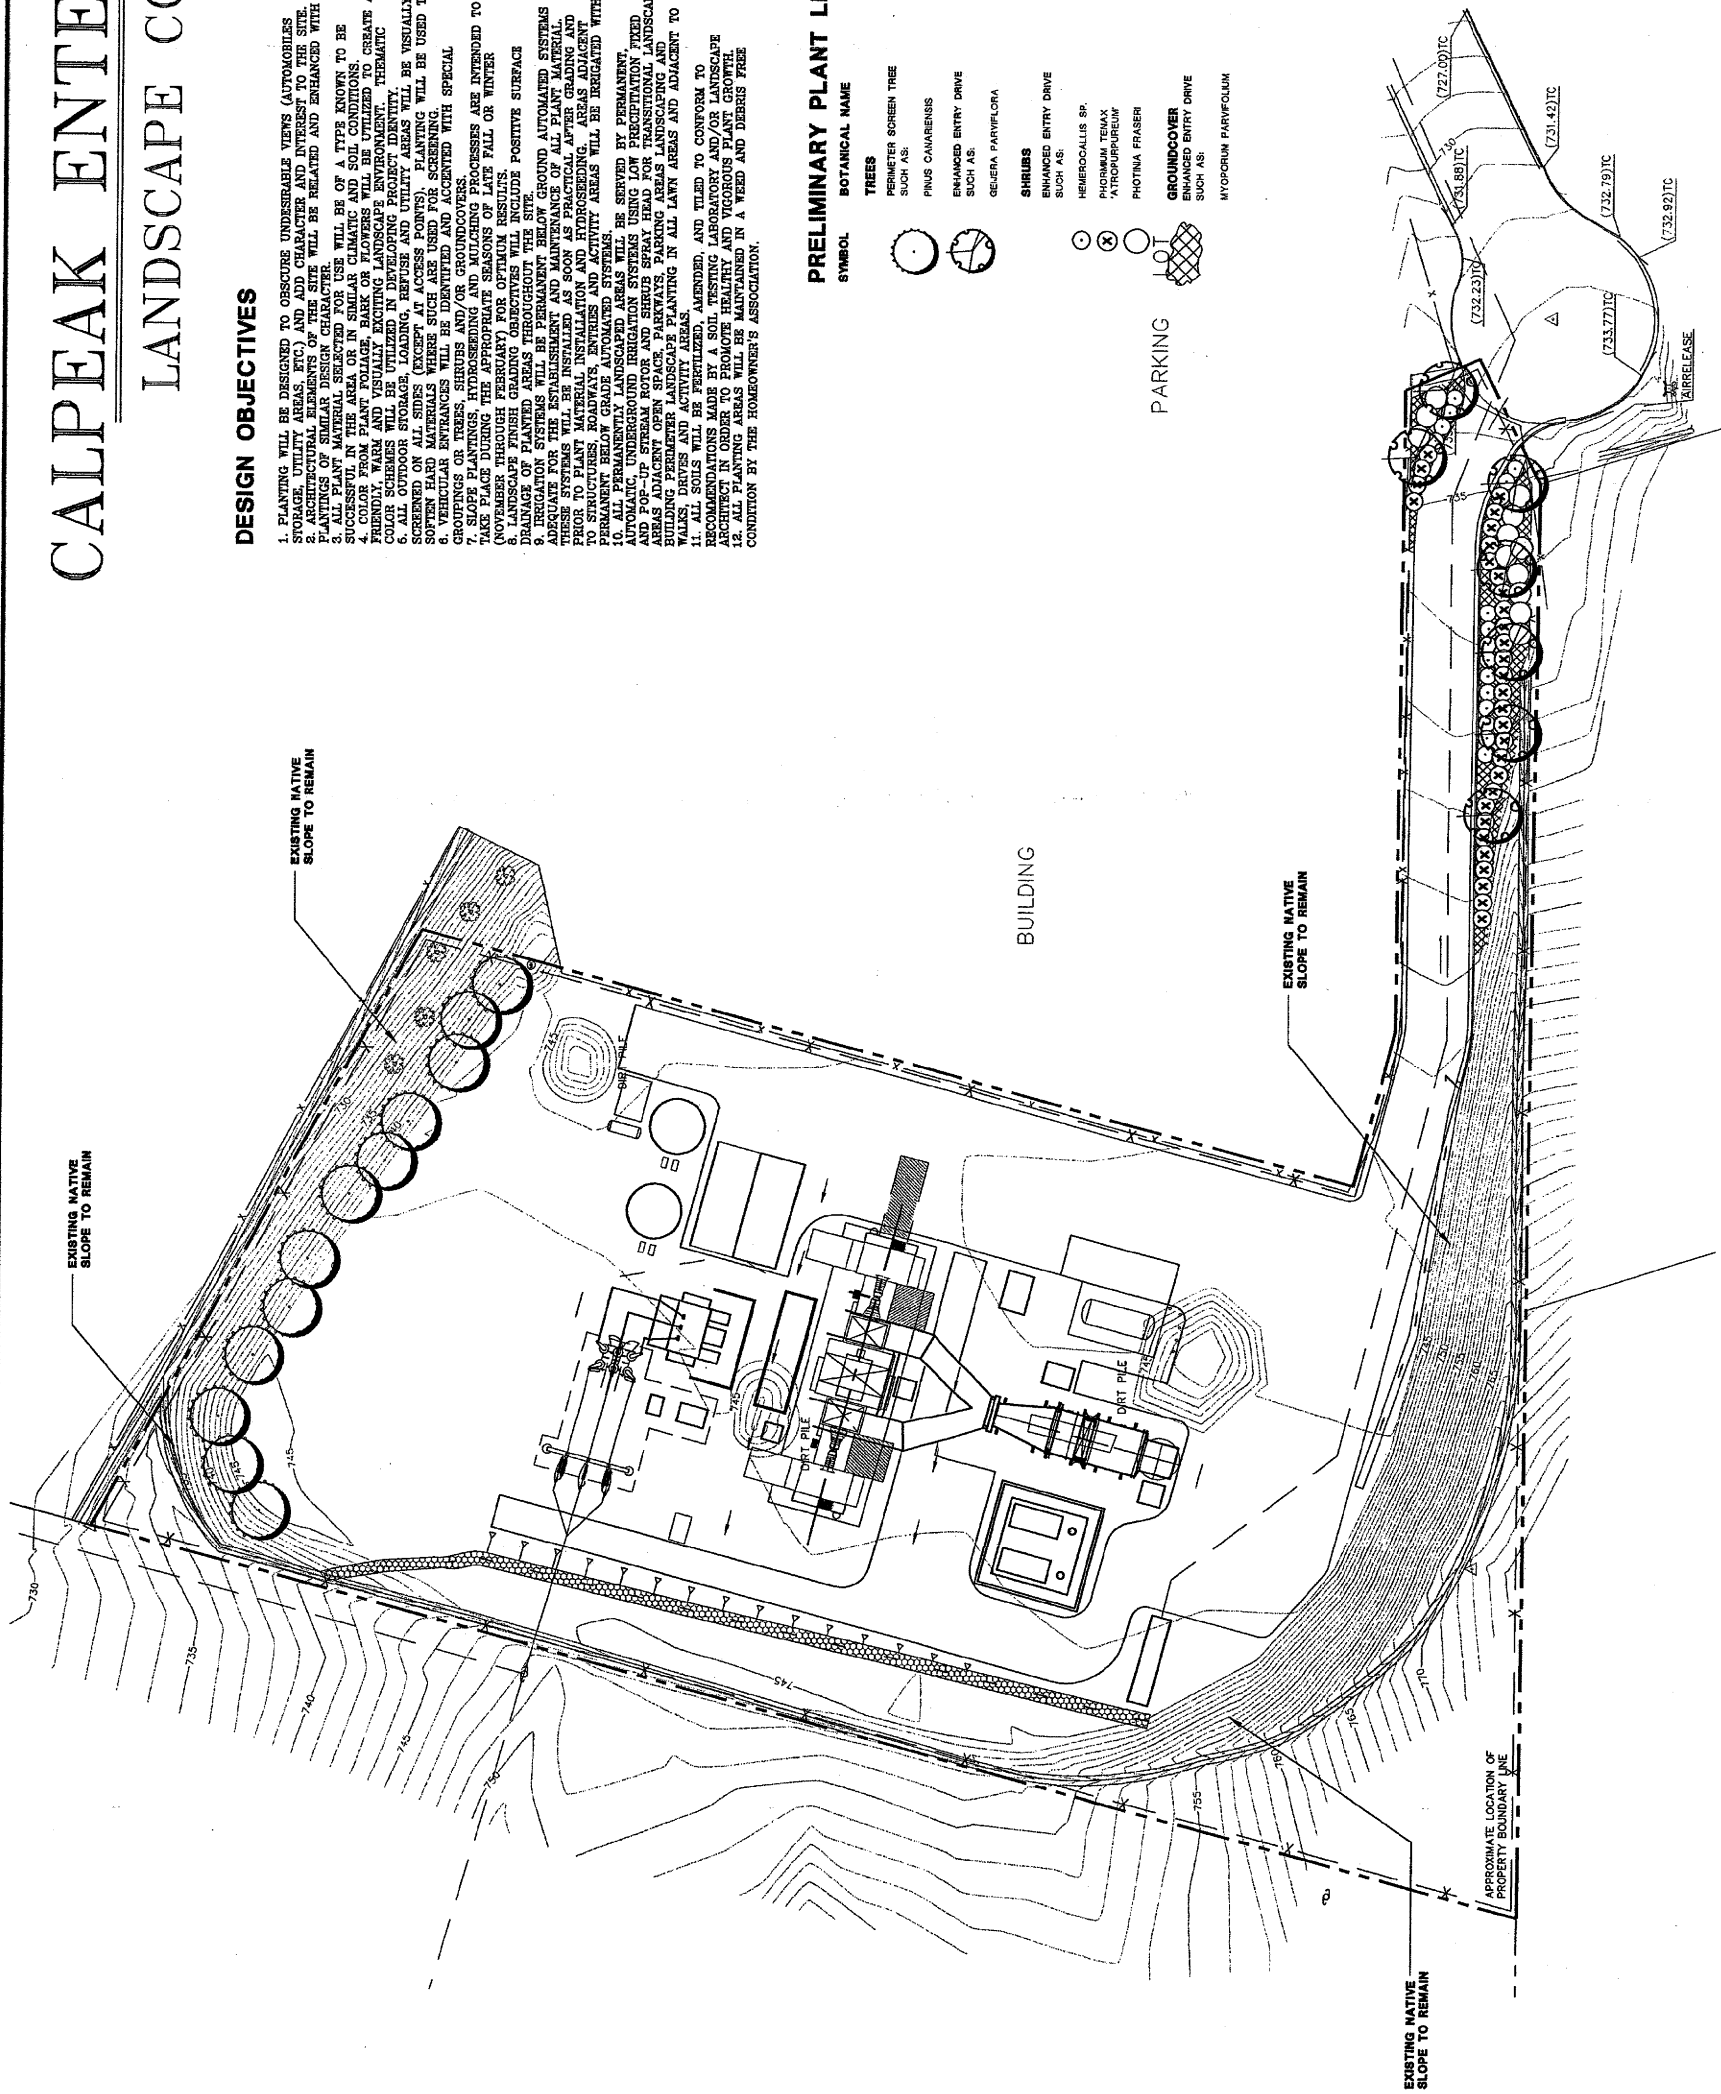 CALPEAK ENTE
LANDSCAPE CO
DESIGN OBJECTIVES
1. PLANTING WILL BE DESIGNED TO OBSCURE UNDESIRABLE VIEWS (AUTOMOBILES
STORAGE, UTILITY AREAS, ETC.) AND ADD CHARACTER AND INTEREST TO THE SITE.
2. ARCHITECTURAL ELEMENTS OF THE SITE WILL BE RELATED AND ENHANCED WITH
PLANTINGS OF SIMILAR DESIGN CHARACTER.
3. ALL PLANT MATERIAL SELECTED FOR USE WILL BE OF A TYPE KNOWN TO BE
SUCCESSFUL IN THE AREA OR IN SIMILAR CLIMATIC AND SOIL CONDITIONS.
4. COLOR FROM PLANT FOLIAGE, BARK OR FLOWERS WILL BE UTILIZED TO CREATE A
FRIENDLY, WARM AND VISUALLY EXCITING LANDSCAPE ENVIRONMENT. THEMATIC
COLOR SCHEMES WILL BE UTILIZED IN DEVELOPING PROJECT IDENTITY.
5. ALL OUTDOOR STORAGE, LOADING, REFUSE AND UTILITY AREAS WILL BE VISUALLY
SCREENED ON ALL SIDES (EXCEPT AT ACCESS POINTS). PLANTING WILL BE USED T
SOFTEN HARD MATERIALS WHERE SUCH ARE USED FOR SCREENING.
6. VEHICULAR ENTRANCES WILL BE IDENTIFIED AND ACCENTED WITH SPECIAL
GROUPINGS OR TREES, SHRUBS AND/OR GROUNDCOVERS.
7. SLOPE PLANTINGS, HYDROSEEDING AND MULCHING PROCESSES ARE INTENDED TO
TAKE PLACE DURING THE APPROPRIATE SEASONS OF LATE FALL OR WINTER
(NOVEMBER THROUGH FEBRUARY) FOR OPTIMUM RESULTS.
8. LANDSCAPE FINISH GRADING OBJECTIVES WILL INCLUDE POSITIVE SURFACE
DRAINAGE OF PLANTED AREAS THROUGHOUT THE SITE.
9. IRRIGATION SYSTEMS WILL BE PERMANENT BELOW GROUND AUTOMATED SYSTEMS
ADEQUATE FOR THE ESTABLISHMENT AND MAINTENANCE OF ALL PLANT MATERIAL.
THESE SYSTEMS WILL BE INSTALLED AS SOON AS PRACTICAL AFTER GRADING AND
PRIOR TO PLANT MATERIAL INSTALLATION AND HYDROSEEDING. AREAS ADJACENT
TO STRUCTURES, ROADWAYS, ENTRIES AND ACTIVITY AREAS WILL BE IRRIGATED WITH
PERMANENT BELOW GRADE AUTOMATED SYSTEMS.
10. ALL PERMANENTLY LANDSCAPED AREAS WILL BE SERVED BY PERMANENT,
AUTOMATIC, UNDERGROUND IRRIGATION SYSTEMS USING LOW PRECIPITATION FIXED
AND POP-UP STREAM ROTOR AND SHRUB SPRAY HEAD FOR TRANSITIONAL LANDSCAP
AREAS ADJACENT OPEN SPACE, PARKWAYS, PARKING AREAS LANDSCAPING AND
BUILDING PERIMETER LANDSCAPE PLANTING IN ALL LAWN AREAS AND ADJACENT TO
WALKS, DRIVES AND ACTIVITY AREAS.
11. ALL SOILS WILL BE FERTILIZED, AMENDED, AND TILED TO CONFORM TO
RECOMMENDATIONS MADE BY A SOIL TESTING LABORATORY AND/OR LANDSCAPE
ARCHITECT IN ORDER TO PROMOTE HEALTHY AND VIGOROUS PLANT GROWTH.
12. ALL PLANTING AREAS WILL BE MAINTAINED IN A WEED AND DEBRIS FREE
CONDITION BY THE HOMEOWNER'S ASSOCIATION.
PRELIMINARY PLANT LI
SYMBOL BOTANICAL NAME
TREES
PERIMETER SCREEN TREE
SUCH AS:
PINUS CANARIENSIS
ENHANCED ENTRY DRIVE
SUCH AS:
GEIJERA PARVIFLORA
SHRUBS
ENHANCED ENTRY DRIVE
SUCH AS:
HEMEROCALLIS SP.
PHORMIUM TENAX
'ATROPURPUREUM'
PHOTINIA FRASERI
GROUNDCOVER
ENHANCED ENTRY DRIVE
SUCH AS:
MYOPORUM PARVIFOLIUM
PARKING LOT
BUILDING
EXISTING NATIVE
SLOPE TO REMAIN
EXISTING NATIVE
SLOPE TO REMAIN
EXISTING NATIVE
SLOPE TO REMAIN
EXISTING NATIVE
SLOPE TO REMAIN
APPROXIMATE LOCATION OF
PROPERTY BOUNDARY LINE
DIRT PILE
DIRT PILE
DIRT PILE
AIRRELEASE
(727.00)TC
(731.42)TC
(731.88)TC
(732.79)TC
(732.92)TC
(732.23)TC
(733.77)TC
730
735
730
735
740
745
750
745
755
760
765
770
745
745
745
745
730